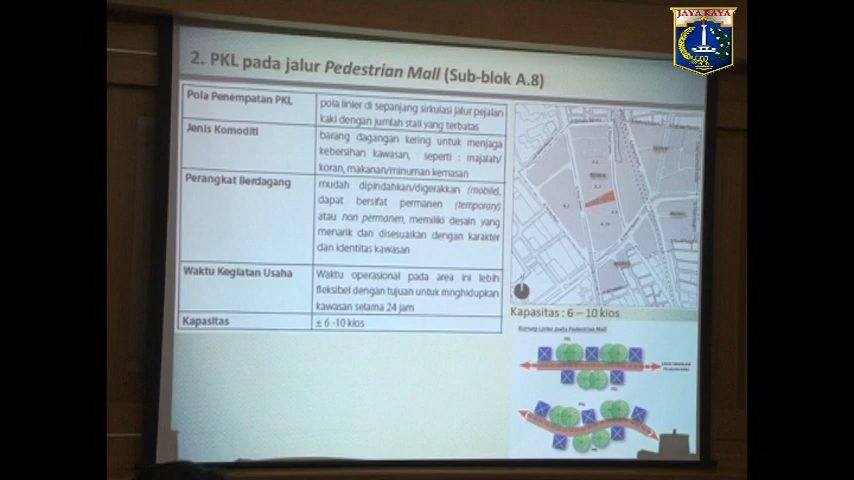 JAYA RAYA
2. PKL pada jalur Pedestrian Mall (Sub-blok A.8)
Pola Penempatan PKL
pola linier di sepanjang sirkulasi jalur pejalan
kaki dengan jumlah stall yang terbatas
Jenis Komoditi
barang dagangan kering untuk menjaga
kebersihan kawasan, seperti : majalah/
koran, makanan/minuman kemasan
Perangkat Berdagang
mudah dipindahkan/digerakkan (mobile),
dapat bersifat permanen (temporary)
atau non permanen, memiliki desain yang
menarik dan disesuaikan dengan karakter
dan identitas kawasan
Waktu Kegiatan Usaha
Waktu operasional pada area ini lebih
fleksibel dengan tujuan untuk mnghidupkan
kawasan selama 24 jam
Kapasitas
± 6 -10 kios
Kapasitas : 6 – 10 kios
Konsep Linier pada Pedestrian Mall
PKL
PKL
PKL